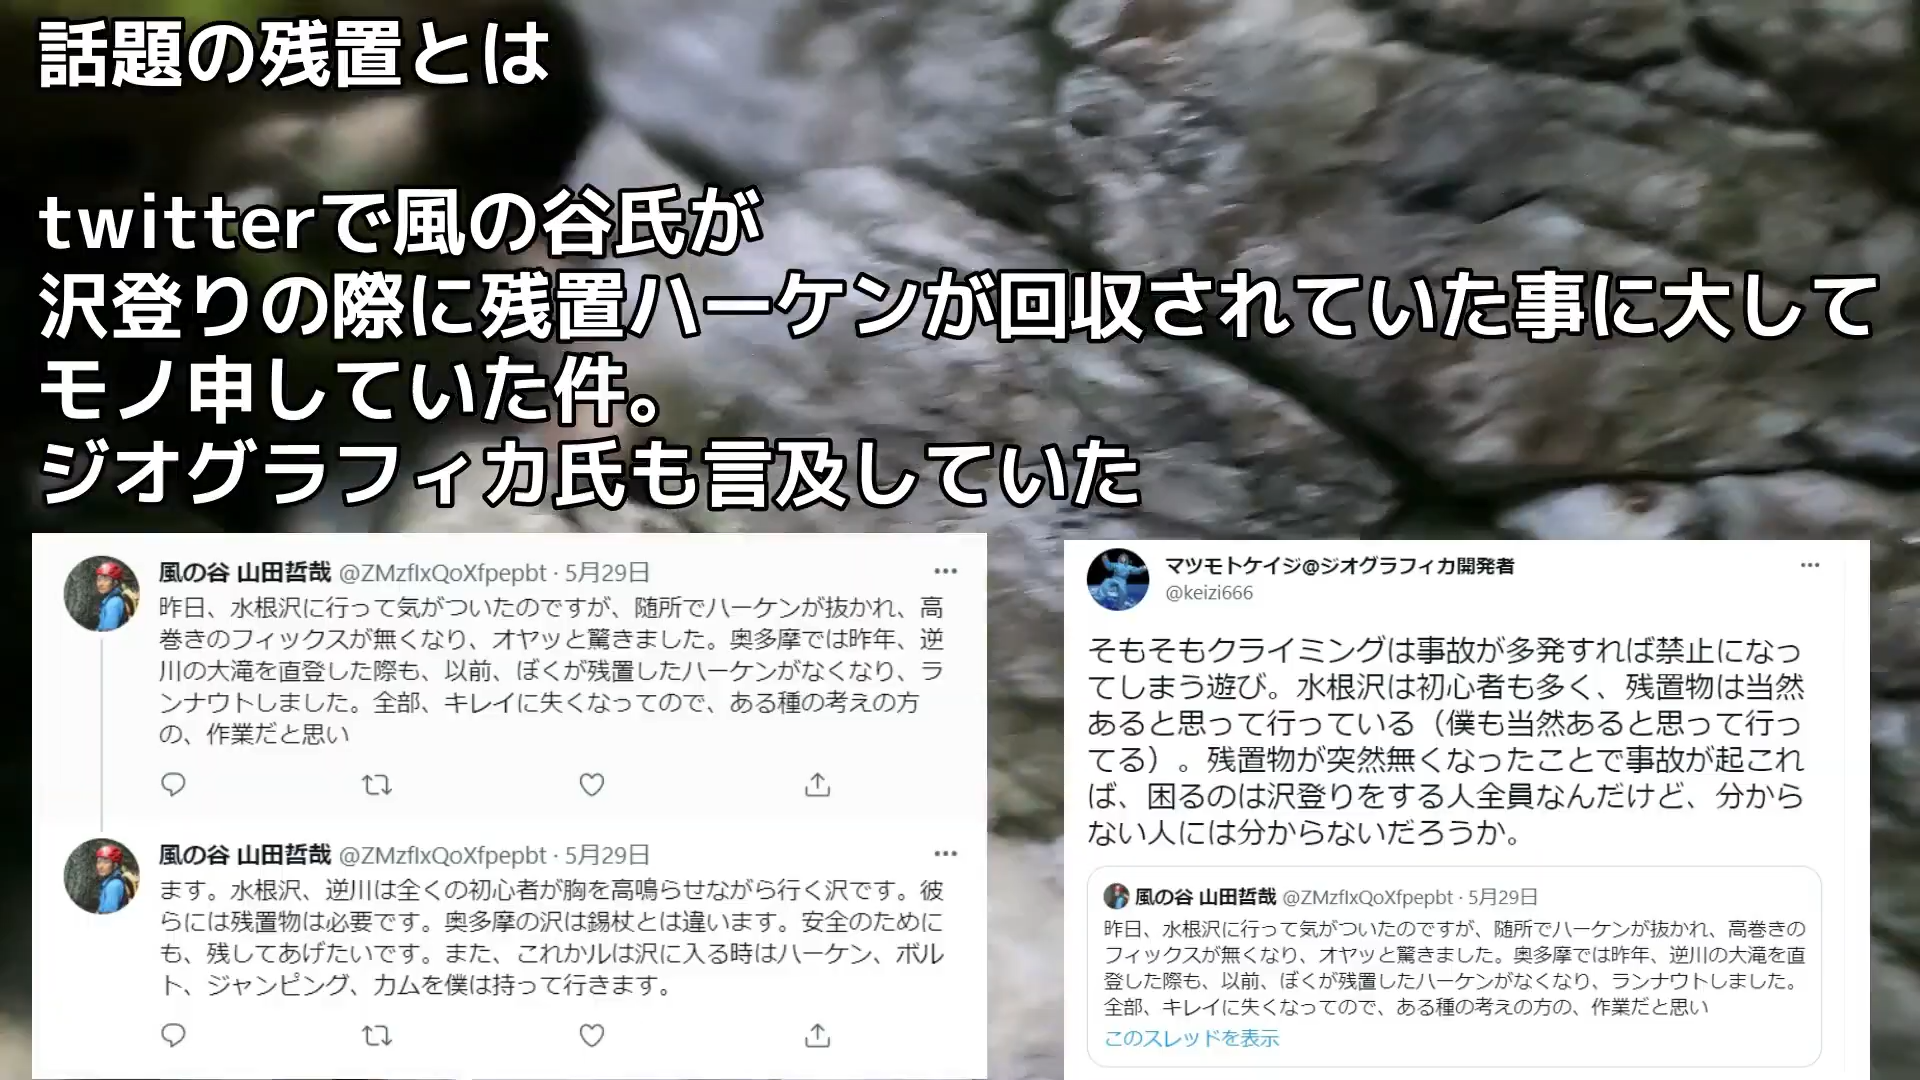 話題の残置とは
twitterで風の谷氏が
沢登りの際に残置ハーケンが回収されていた事に大して
モノ申していた件。
ジオグラフィカ氏も言及していた
風の谷 山田哲哉 @ZMzflxQoXfpepbt · 5月29日
昨日、水根沢に行って気がついたのですが、随所でハーケンが抜かれ、高
巻きのフィックスが無くなり、オヤッと驚きました。奥多摩では昨年、逆
川の大滝を直登した際も、以前、ぼくが残置したハーケンがなくなり、ラ
ンナウトしました。全部、キレイに失くなってので、ある種の考えの方
の、作業だと思い
風の谷 山田哲哉 @ZMzflxQoXfpepbt · 5月29日
ます。水根沢、逆川は全くの初心者が胸を高鳴らせながら行く沢です。彼
らには残置物は必要です。奥多摩の沢は錫杖とは違います。安全のために
も、残してあげたいです。また、これかルは沢に入る時はハーケン、ボル
ト、ジャンピング、カムを僕は持って行きます。
マツモトケイジ@ジオグラフィカ開発者
@keizi666
そもそもクライミングは事故が多発すれば禁止になっ
てしまう遊び。水根沢は初心者も多く、残置物は当然
あると思って行っている（僕も当然あると思って行っ
てる）。残置物が突然無くなったことで事故が起これ
ば、困るのは沢登りをする人全員なんだけど、分から
ない人には分からないだろうか。
風の谷 山田哲哉 @ZMzflxQoXfpepbt · 5月29日
昨日、水根沢に行って気がついたのですが、随所でハーケンが抜かれ、高巻きの
フィックスが無くなり、オヤッと驚きました。奥多摩では昨年、逆川の大滝を直
登した際も、以前、ぼくが残置したハーケンがなくなり、ランナウトしました。
全部、キレイに失くなってので、ある種の考えの方の、作業だと思い
このスレッドを表示